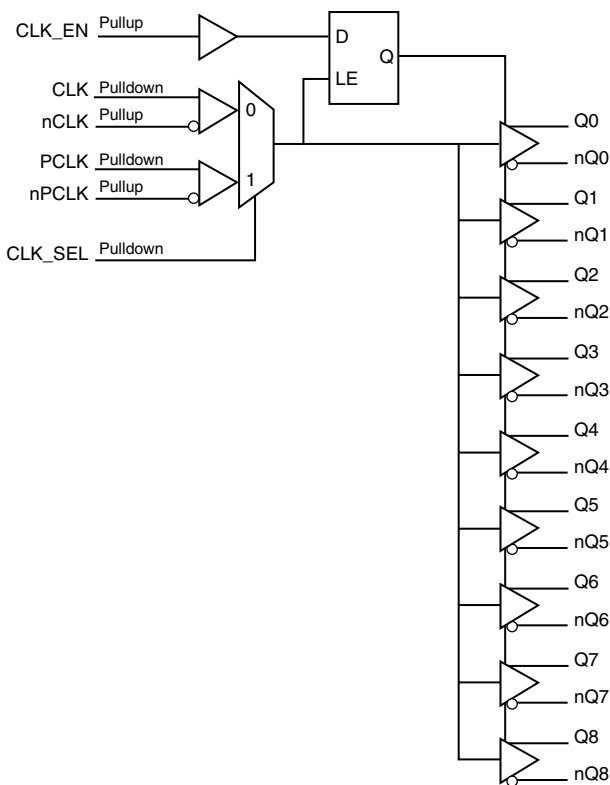 CLK_EN Pullup
D
Q
LE
CLK Pulldown
nCLK Pullup
0
PCLK Pulldown
nPCLK Pullup
1
CLK_SEL Pulldown
Q0
nQ0
Q1
nQ1
Q2
nQ2
Q3
nQ3
Q4
nQ4
Q5
nQ5
Q6
nQ6
Q7
nQ7
Q8
nQ8